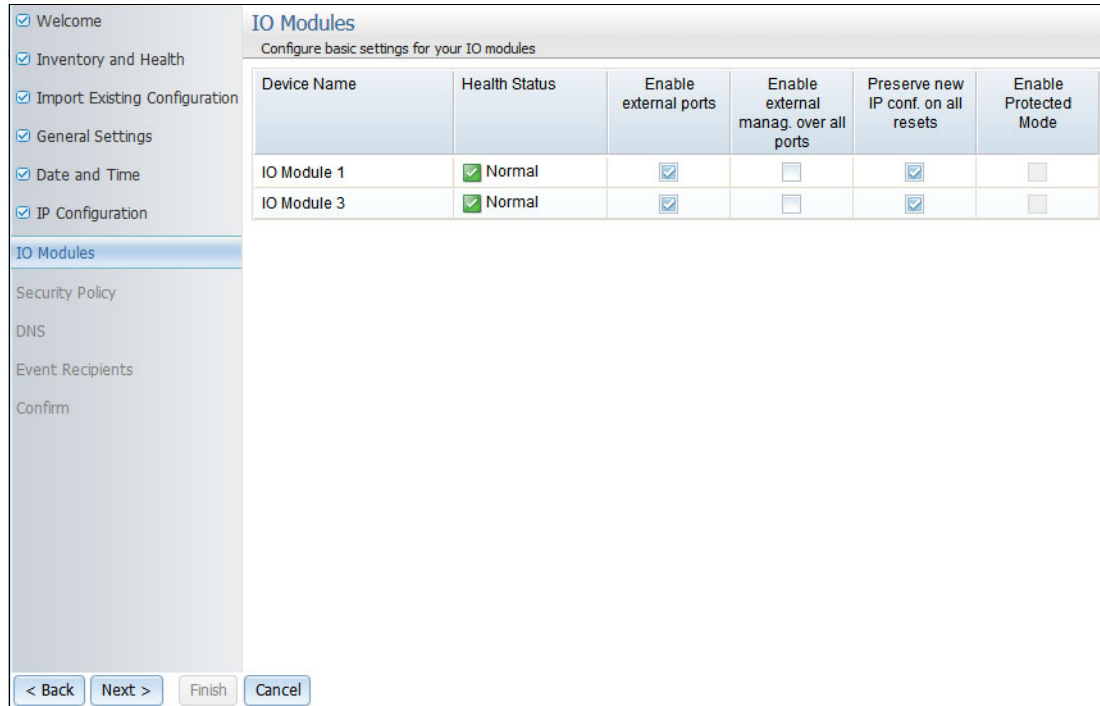 Welcome
Inventory and Health
Import Existing Configuration
General Settings
Date and Time
IP Configuration
IO Modules
Security Policy
DNS
Event Recipients
Confirm
IO Modules
Configure basic settings for your IO modules
Device Name
Health Status
Enable
external ports
Enable
external
manag. over all
ports
Preserve new
IP conf. on all
resets
Enable
Protected
Mode
IO Module 1 Normal
IO Module 3 Normal
< Back Next > Finish Cancel